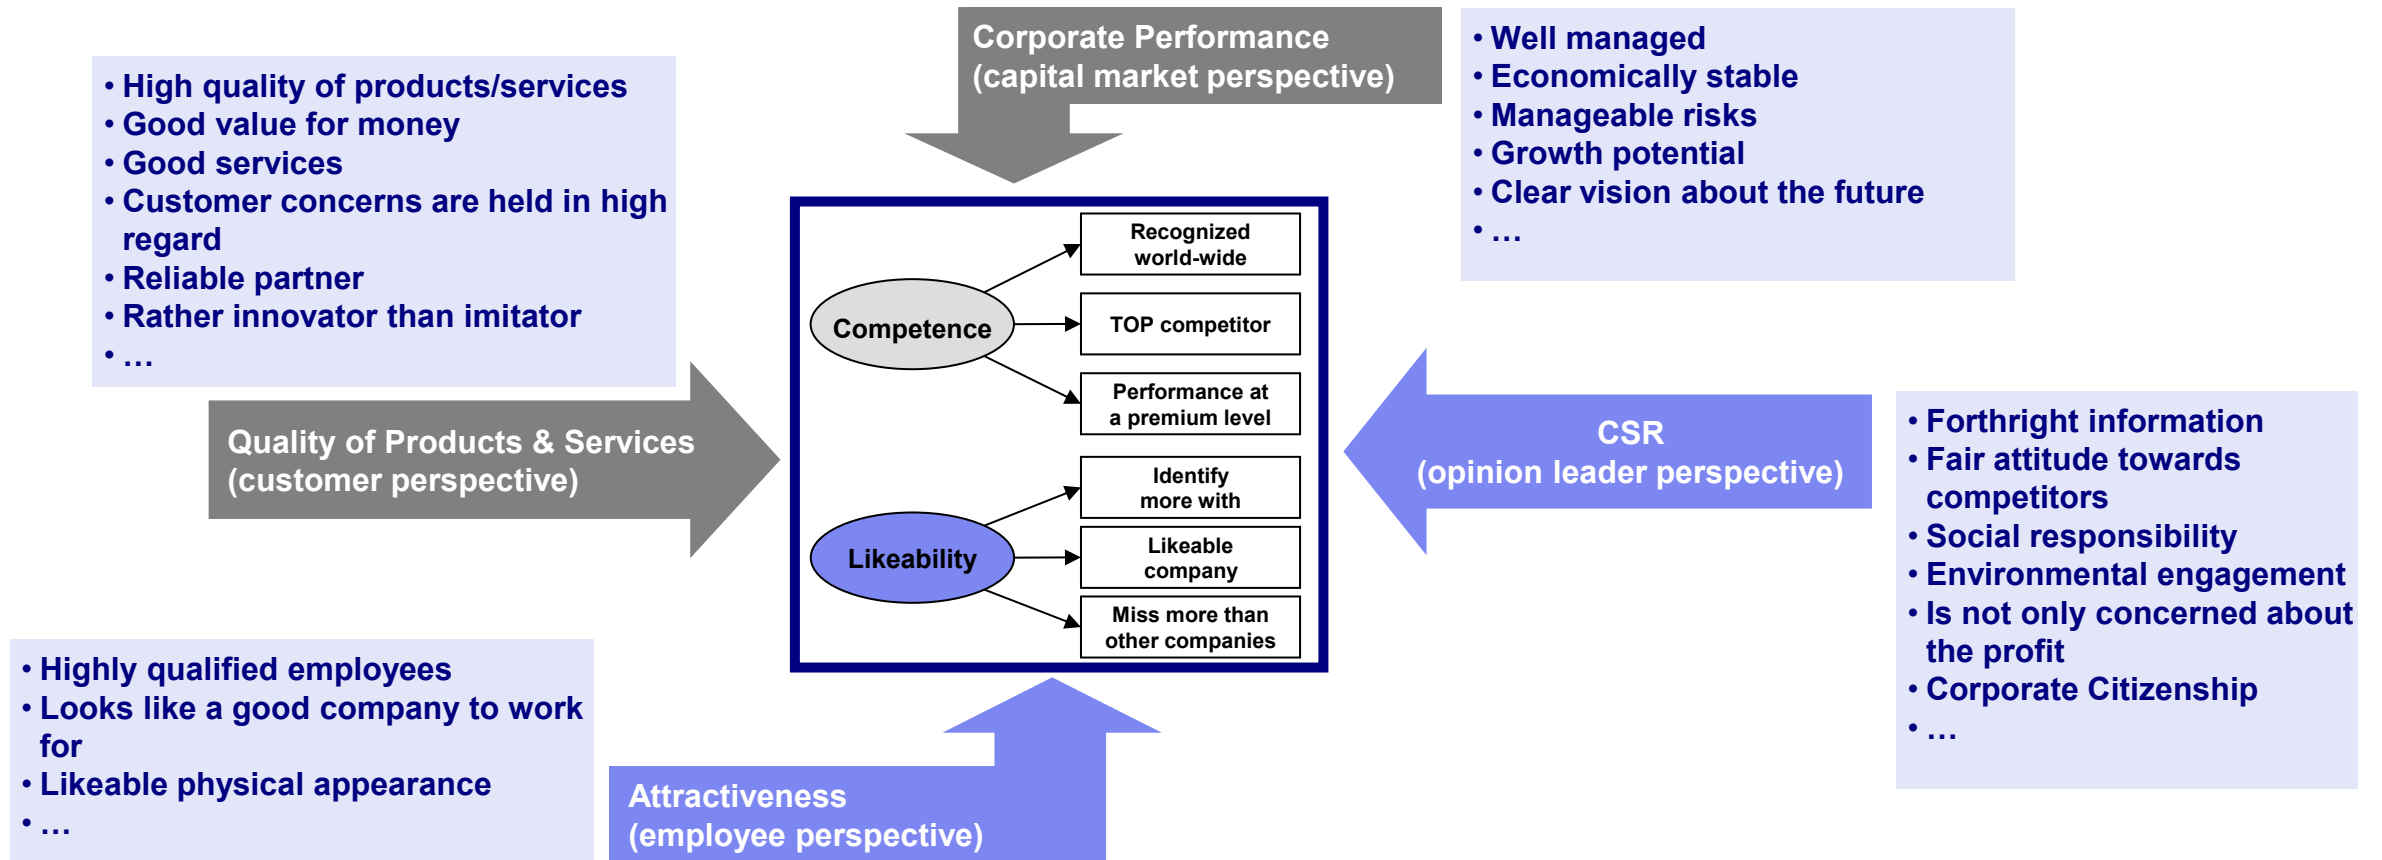 Corporate Performance
(capital market perspective)
• Well managed
• Economically stable
• Manageable risks
• Growth potential
• Clear vision about the future
• …
• High quality of products/services
• Good value for money
• Good services
• Customer concerns are held in high
regard
• Reliable partner
• Rather innovator than imitator
• …
Quality of Products & Services
(customer perspective)
Competence
Recognized
world-wide
TOP competitor
Performance at
a premium level
Likeability
Identify
more with
Likeable
company
Miss more than
other companies
CSR
(opinion leader perspective)
• Forthright information
• Fair attitude towards
competitors
• Social responsibility
• Environmental engagement
• Is not only concerned about
the profit
• Corporate Citizenship
• …
• Highly qualified employees
• Looks like a good company to work
for
• Likeable physical appearance
• …
Attractiveness
(employee perspective)